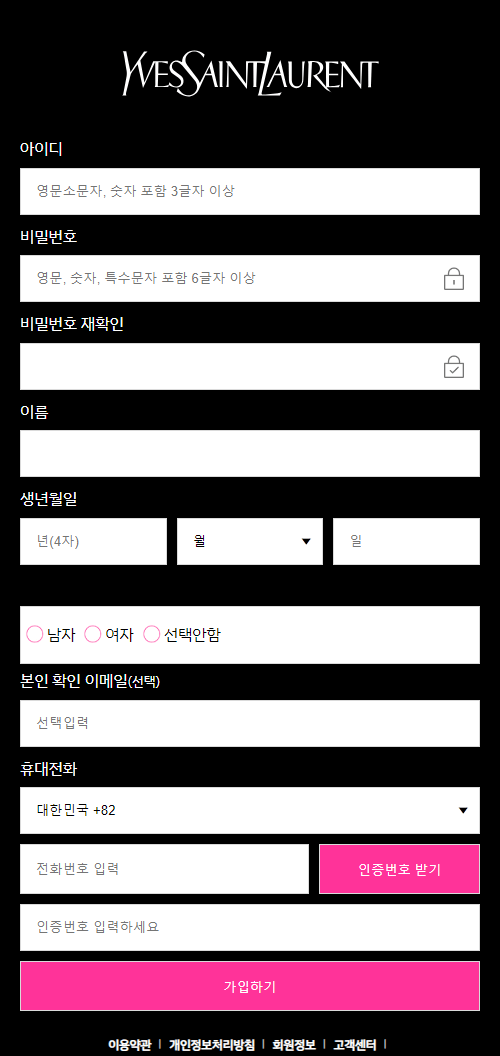 YVESSAINTLAURENT
아이디
영문소문자, 숫자 포함 3글자 이상
비밀번호
영문, 숫자, 특수문자 포함 6글자 이상
비밀번호 재확인
이름
생년월일
년(4자) 월 일
남자 여자 선택안함
본인 확인 이메일(선택)
선택입력
휴대전화
대한민국 +82
전화번호 입력 인증번호 받기
인증번호 입력하세요
가입하기
이용약관 | 개인정보처리방침 | 회원정보 | 고객센터 |